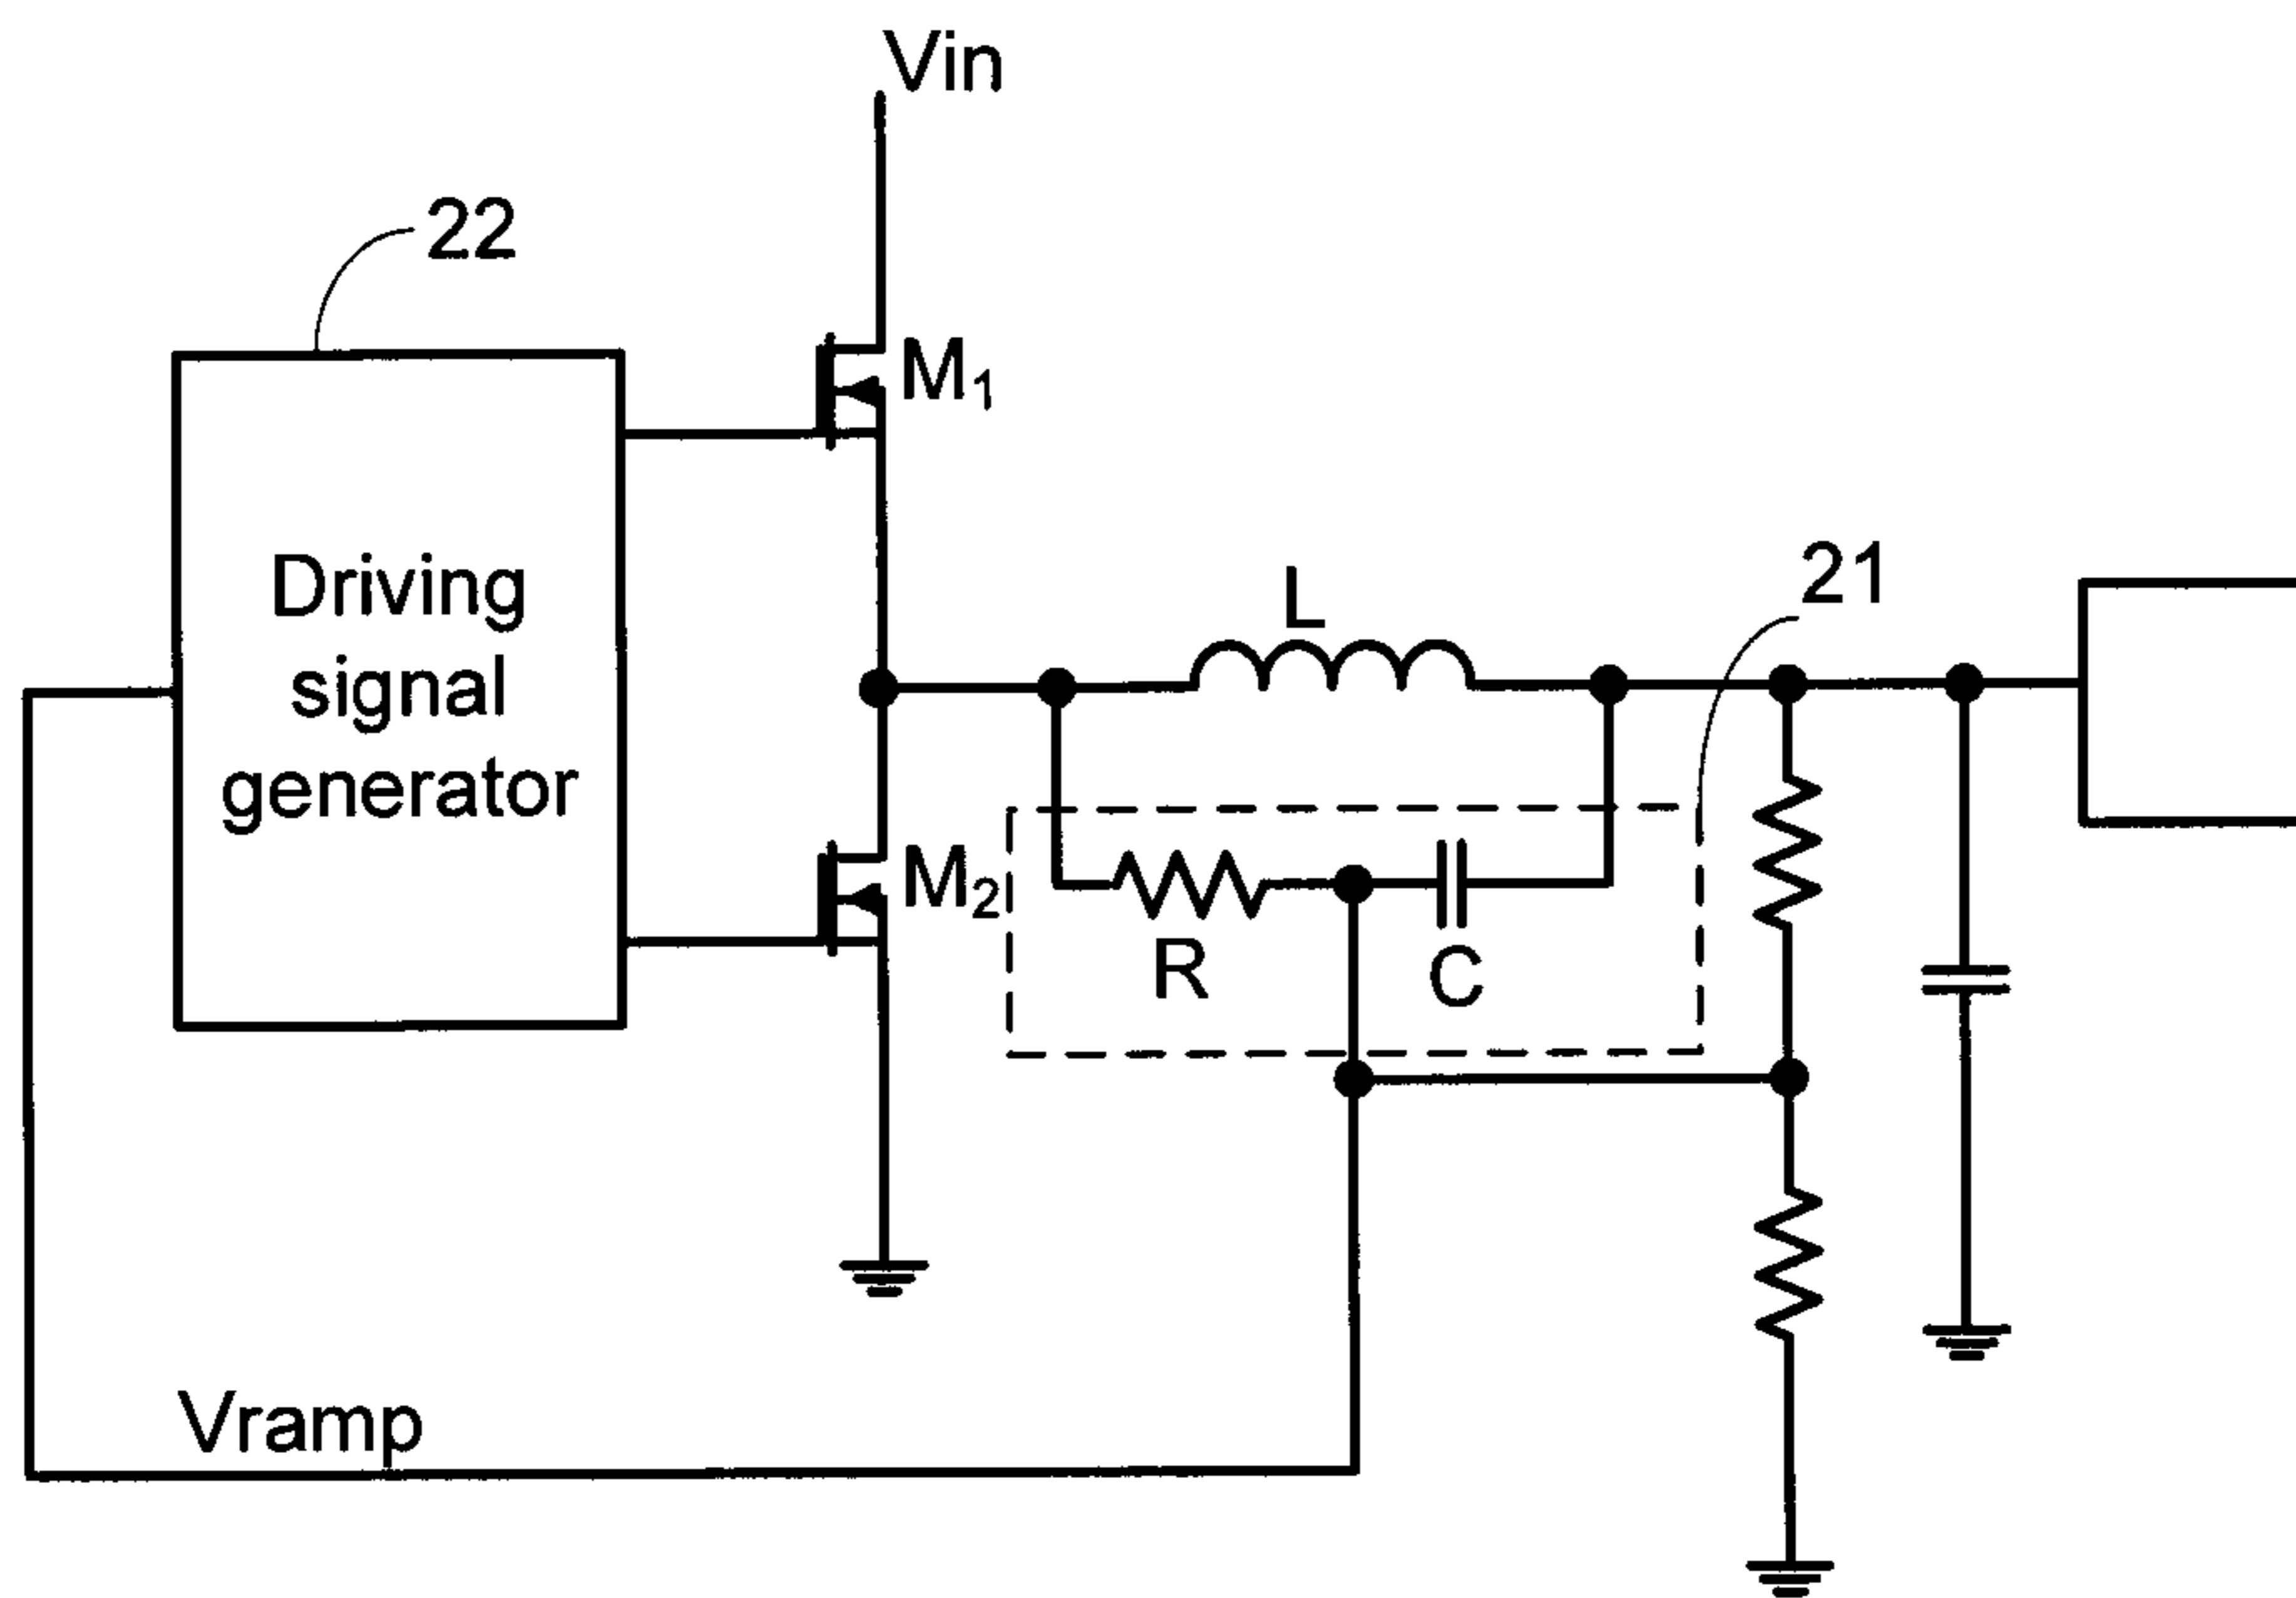 Vin
22
M1
Driving
signal
generator
L
21
M2
R
C
Vramp